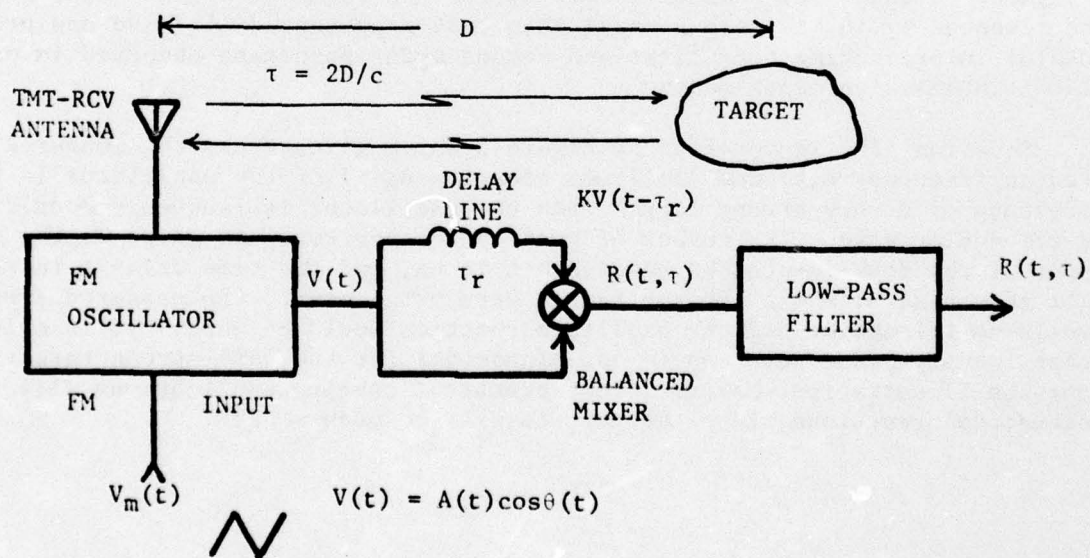 D
τ = 2D/c
TMT-RCV
ANTENNA
TARGET
DELAY
LINE
KV(t-τr)
τr
FM
OSCILLATOR
V(t)
R(t,τ)
LOW-PASS
FILTER
R(t,τ)
FM
INPUT
BALANCED
MIXER
Vm(t)
V(t) = A(t)cosθ(t)